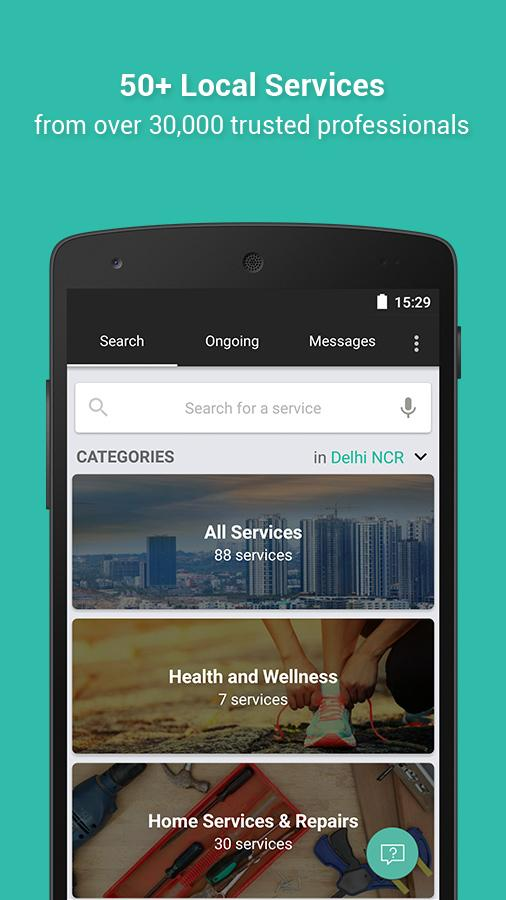 50+ Local Services
from over 30,000 trusted professionals
15:29
Search Ongoing Messages
Search for a service
CATEGORIES in Delhi NCR
All Services
88 services
Health and Wellness
7 services
Home Services & Repairs
30 services
?